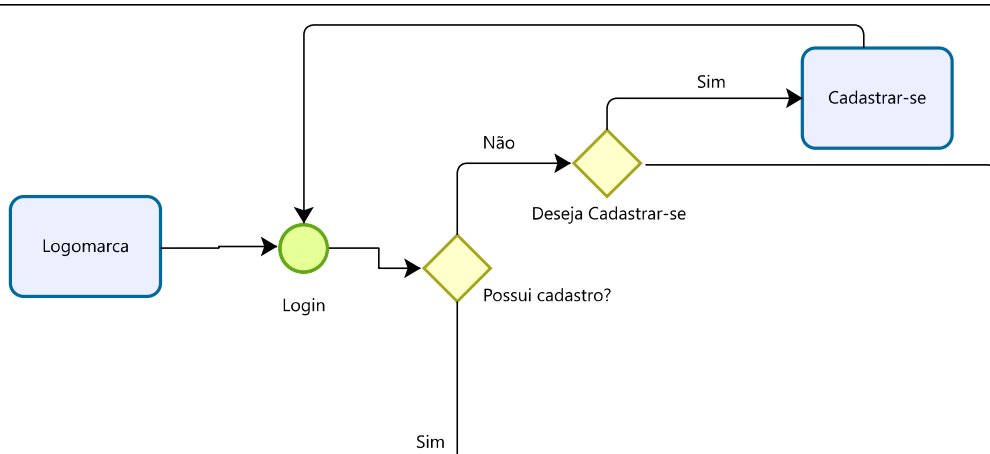 Sim
Cadastrar-se
Não
Deseja Cadastrar-se
Logomarca
Login
Possui cadastro?
Sim